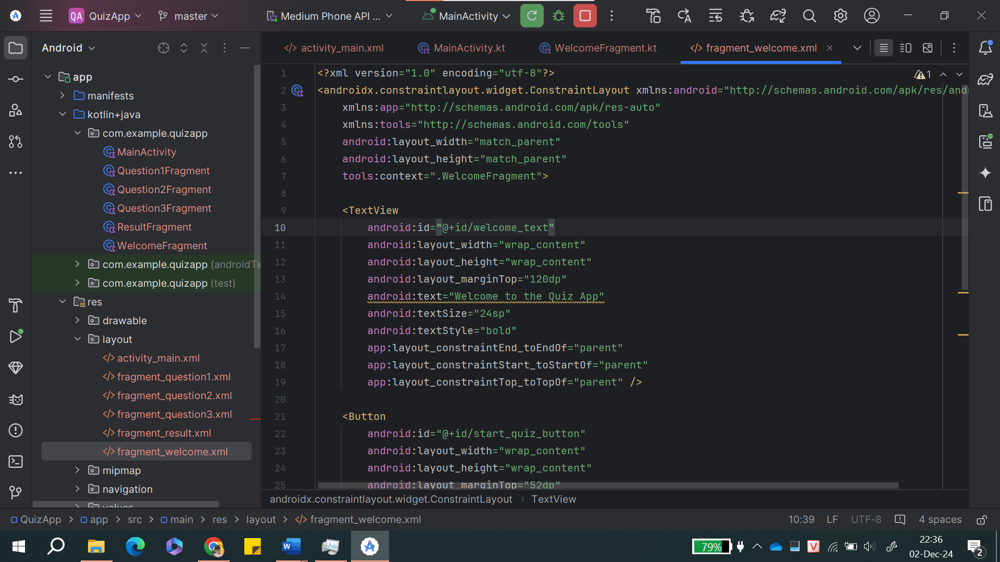 QA QuizApp master Medium Phone API ... MainActivity
Android
app
manifests
kotlin+java
com.example.quizapp
MainActivity
Question1Fragment
Question2Fragment
Question3Fragment
ResultFragment
WelcomeFragment
com.example.quizapp (androidTe
com.example.quizapp (test)
res
drawable
layout
activity_main.xml
fragment_question1.xml
fragment_question2.xml
fragment_question3.xml
fragment_result.xml
fragment_welcome.xml
mipmap
navigation
values
activity_main.xml MainActivity.kt WelcomeFragment.kt fragment_welcome.xml
1
1 <?xml version="1.0" encoding="utf-8"?>
2 <androidx.constraintlayout.widget.ConstraintLayout xmlns:android="http://schemas.android.com/apk/res/and
3 xmlns:app="http://schemas.android.com/apk/res-auto"
4 xmlns:tools="http://schemas.android.com/tools"
5 android:layout_width="match_parent"
6 android:layout_height="match_parent"
7 tools:context=".WelcomeFragment">
8
9 <TextView
10 android:id="@+id/welcome_text"
11 android:layout_width="wrap_content"
12 android:layout_height="wrap_content"
13 android:layout_marginTop="120dp"
14 android:text="Welcome to the Quiz App"
15 android:textSize="24sp"
16 android:textStyle="bold"
17 app:layout_constraintEnd_toEndOf="parent"
18 app:layout_constraintStart_toStartOf="parent"
19 app:layout_constraintTop_toTopOf="parent" />
20
21 <Button
22 android:id="@+id/start_quiz_button"
23 android:layout_width="wrap_content"
24 android:layout_height="wrap_content"
25 android:layout_marginTop="52dp"
androidx.constraintlayout.widget.ConstraintLayout › TextView
QuizApp > app > src > main > res > layout > fragment_welcome.xml 10:39 LF UTF-8 4 spaces
79% 22:36
02-Dec-24
2